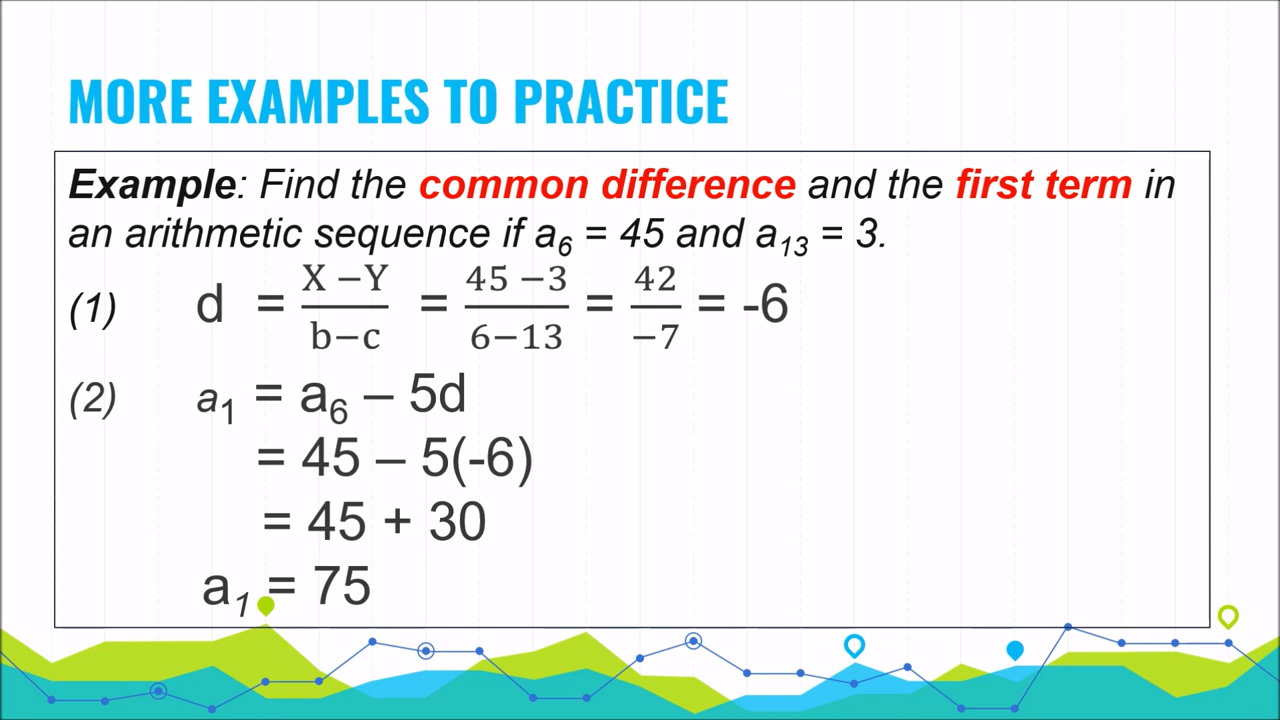 MORE EXAMPLES TO PRACTICE
Example: Find the common difference and the first term in
an arithmetic sequence if a₆ = 45 and a₁₃ = 3.
(1) d = (X −Y)/(b−c) = (45 −3)/(6−13) = 42/−7 = -6
(2) a₁ = a₆ – 5d
= 45 – 5(-6)
= 45 + 30
a₁ = 75